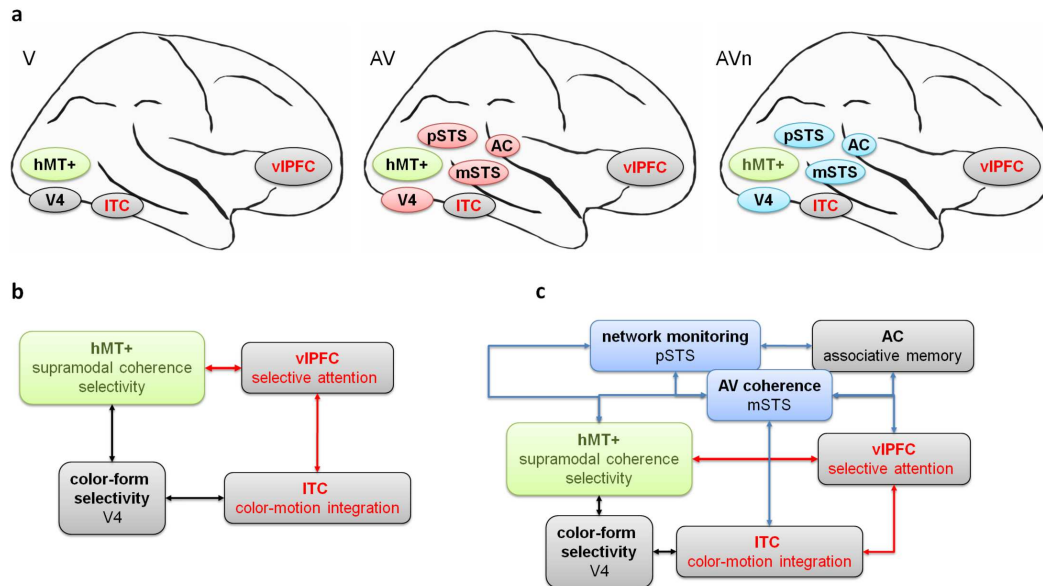 a
V
hMT+
V4
ITC
vlPFC
AV
pSTS
AC
hMT+
mSTS
V4
ITC
vlPFC
AVn
pSTS
AC
hMT+
mSTS
V4
ITC
vlPFC
b
hMT+
supramodal coherence
selectivity
vlPFC
selective attention
color-form
selectivity
V4
ITC
color-motion integration
c
network monitoring
pSTS
AC
associative memory
AV coherence
mSTS
hMT+
supramodal coherence
selectivity
vlPFC
selective attention
color-form
selectivity
V4
ITC
color-motion integration